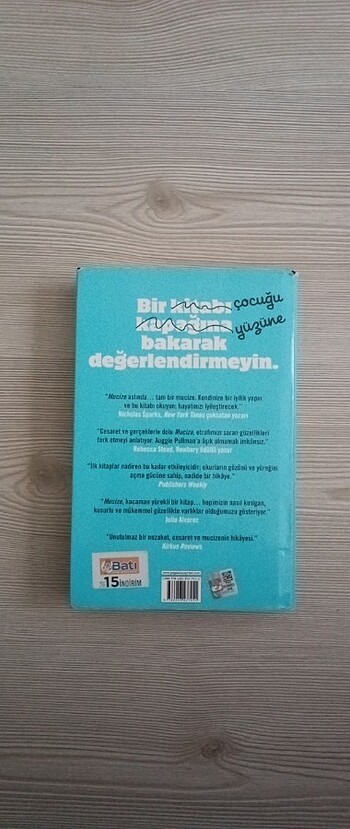 Bir kitabı çocuğu
kapağına yüzüne
bakarak
değerlendirmeyin.
"Mucize aslında... tam bir mucize. Kendinize bir iyilik yapın
ve bu kitabı okuyun; hayatınızı iyileştirecek."
Nicholas Sparks, New York Times çoksatan yazarı
"Cesaret ve gerçeklerle dolu Mucize, etrafımızı saran güzellikleri
fark etmeyi anlatıyor. Auggie Pullman'a âşık olmamak imkânsız."
Rebecca Stead, Newbery ödüllü yazar
"İlk kitaplar nadiren bu kadar etkileyicidir; okurların gözünü ve yüreğini
açma gücüne sahip, nadide bir hikâye."
Publishers Weekly
"Mucize, kocaman yürekli bir kitap... hepimizin nasıl kırılgan,
kusurlu ve mükemmel güzellikte varlıklar olduğumuzu gösteriyor."
Julia Alvarez
"Unutulmaz bir nezaket, cesaret ve mucizenin hikâyesi."
Kirkus Reviews
Batı
%15 İNDİRİM